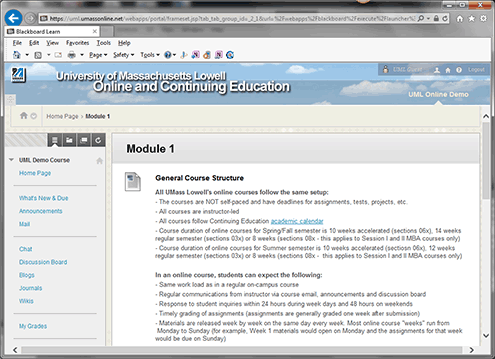 https://uml.umassonline.net/webapps/portal/frameset.jsp?tab_tab_group_id=_2_1&url=%2Fwebapps%2Fblackboard%2Fexecute%2Flauncher
Blackboard Learn
File Edit View Favorites Tools Help
Page Safety Tools
University of Massachusetts Lowell
Online and Continuing Education
Logout
UML Online Demo
Home Page Module 1
UML Demo Course
Home Page
What's New & Due
Announcements
Mail
Chat
Discussion Board
Blogs
Journals
Wikis
My Grades
Module 1
General Course Structure
All UMass Lowell's online courses follow the same setup:
- The courses are NOT self-paced and have deadlines for assignments, tests, projects, etc.
- All courses are instructor-led
- All courses follow Continuing Education academic calendar
- Course duration of online courses for Spring/Fall semester is 10 weeks accelerated (sections 06x), 14 weeks
regular semester (sections 03x) or 8 weeks (sections 08x - this applies to Session I and II MBA courses only)
- Course duration of online courses for Summer semester is 10 weeks accelerated (sections 06x), 12 weeks
regular semester (sections 03x) or 8 weeks (sections 08x - this applies to Session I and II MBA courses only)
In an online course, students can expect the following:
- Same work load as in a regular on-campus course
- Regular communications from instructor via course email, announcements and discussion board
- Response to student inquiries within 24 hours during week days and 48 hours on weekends
- Timely grading of assignments (assignments are generally graded one week after submission)
- Materials are released week by week on the same day every week. Most online course "weeks" run from
Monday to Sunday (for example, Week 1 materials would open on Monday and the assignments for that week
would be due on Sunday)